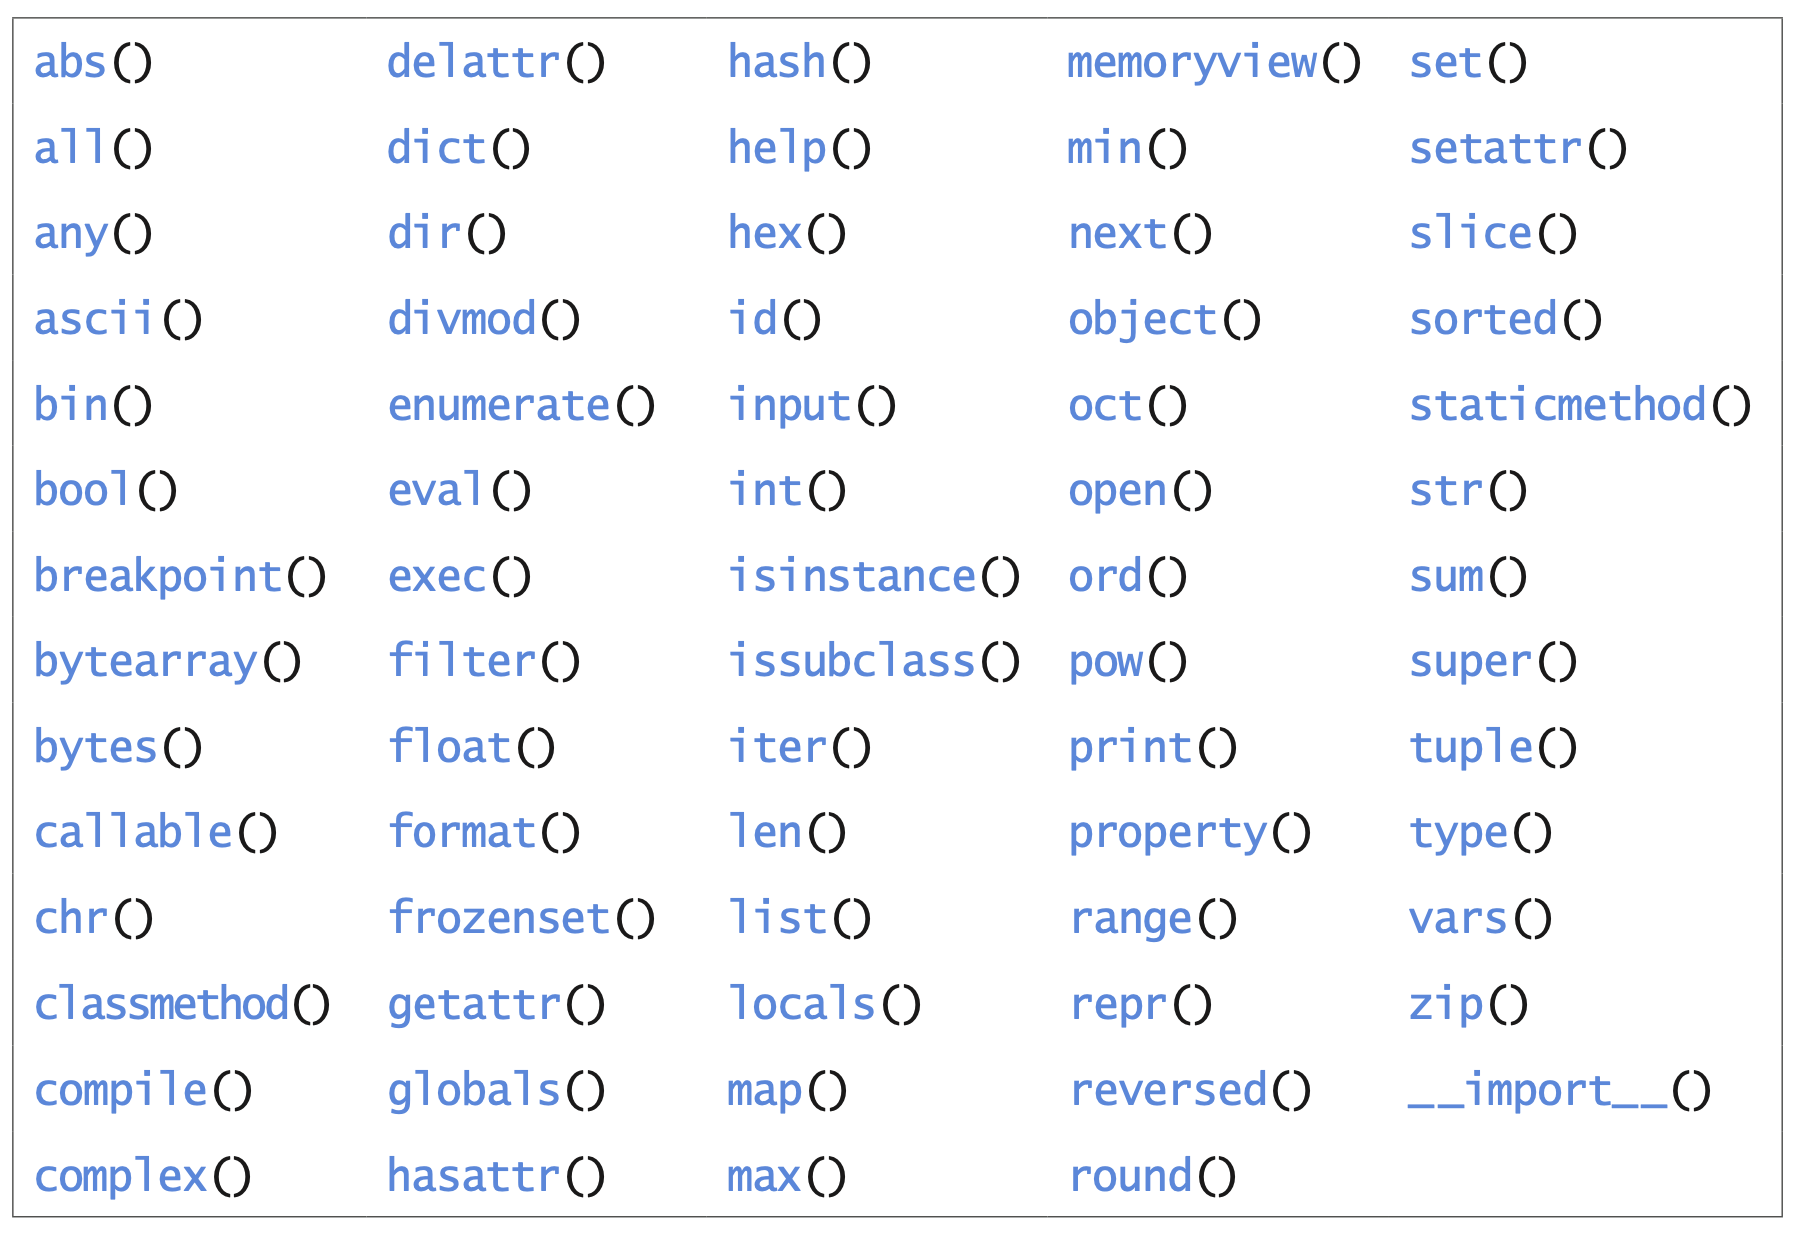 abs() delattr() hash() memoryview() set()
all() dict() help() min() setattr()
any() dir() hex() next() slice()
ascii() divmod() id() object() sorted()
bin() enumerate() input() oct() staticmethod()
bool() eval() int() open() str()
breakpoint() exec() isinstance() ord() sum()
bytearray() filter() issubclass() pow() super()
bytes() float() iter() print() tuple()
callable() format() len() property() type()
chr() frozenset() list() range() vars()
classmethod() getattr() locals() repr() zip()
compile() globals() map() reversed() __import__()
complex() hasattr() max() round()